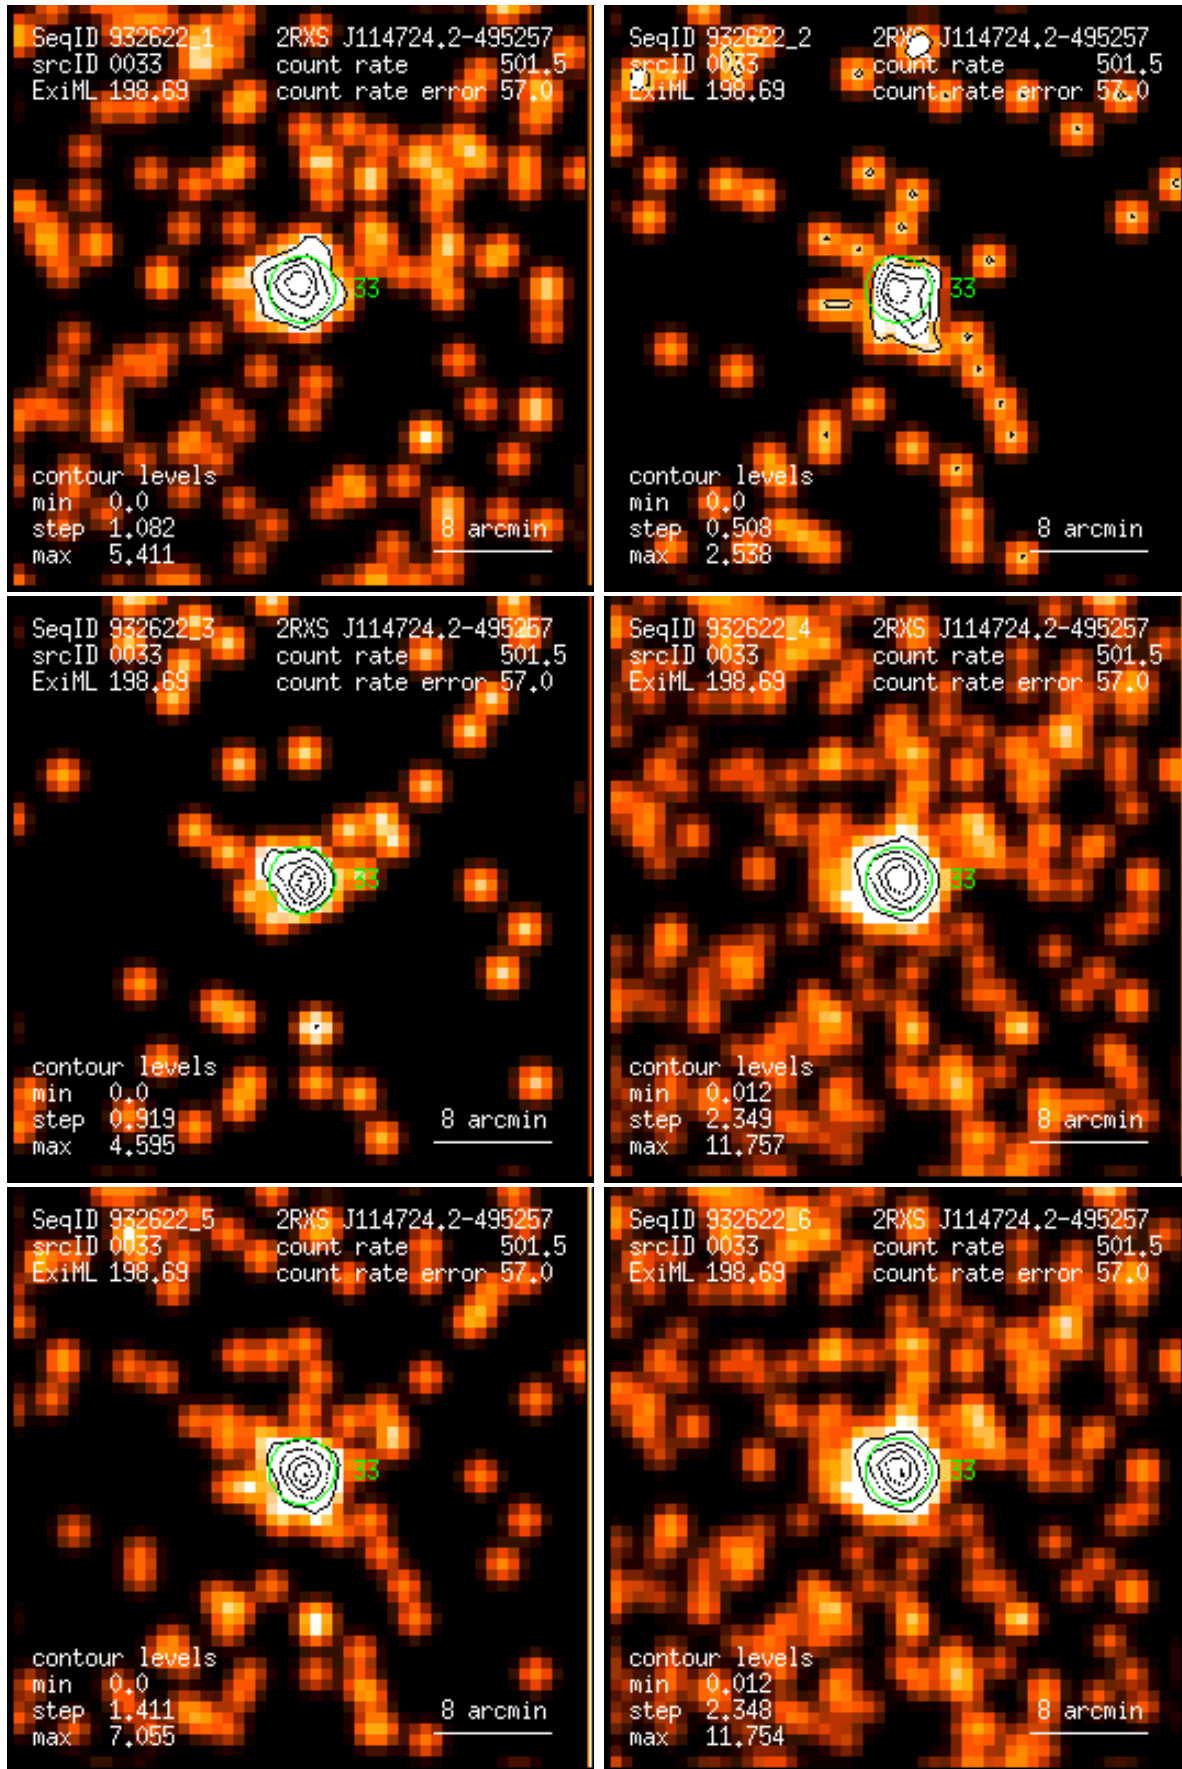 SeqID 932622_1 2RXS J114724.2-495257
srcID 0033 count rate 501.5
ExiML 198.69 count rate error 57.0
33
contour levels
min 0.0
step 1.082 8 arcmin
max 5.411
SeqID 932622_2 2RXS J114724.2-495257
srcID 0033 count rate 501.5
ExiML 198.69 count rate error 57.0
33
contour levels
min 0.0
step 0.508 8 arcmin
max 2.538
SeqID 932622_3 2RXS J114724.2-495257
srcID 0033 count rate 501.5
ExiML 198.69 count rate error 57.0
33
contour levels
min 0.0
step 0.919 8 arcmin
max 4.595
SeqID 932622_4 2RXS J114724.2-495257
srcID 0033 count rate 501.5
ExiML 198.69 count rate error 57.0
33
contour levels
min 0.012
step 2.349 8 arcmin
max 11.757
SeqID 932622_5 2RXS J114724.2-495257
srcID 0033 count rate 501.5
ExiML 198.69 count rate error 57.0
33
contour levels
min 0.0
step 1.411 8 arcmin
max 7.055
SeqID 932622_6 2RXS J114724.2-495257
srcID 0033 count rate 501.5
ExiML 198.69 count rate error 57.0
33
contour levels
min 0.012
step 2.348 8 arcmin
max 11.754